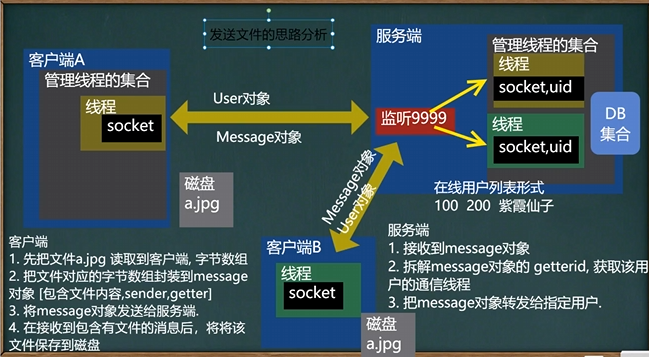 发送文件的思路分析
客户端A
管理线程的集合
线程
socket
User对象
Message对象
磁盘
a.jpg
服务端
管理线程的集合
线程
socket,uid
监听9999
线程
socket,uid
DB
集合
在线用户列表形式
100 200 紫霞仙子
Message对象
User对象
客户端B
线程
socket
磁盘
a.jpg
客户端
1. 先把文件a.jpg 读取到客户端, 字节数组
2. 把文件对应的字节数组封装到message
对象 [包含文件内容,sender,getter]
3. 将message对象发送给服务端.
4. 在接收到包含有文件的消息后，将将该
文件保存到磁盘
服务端
1. 接收到message对象
2. 拆解message对象的 getterid, 获取该用
户的通信线程
3. 把message对象转发给指定用户.